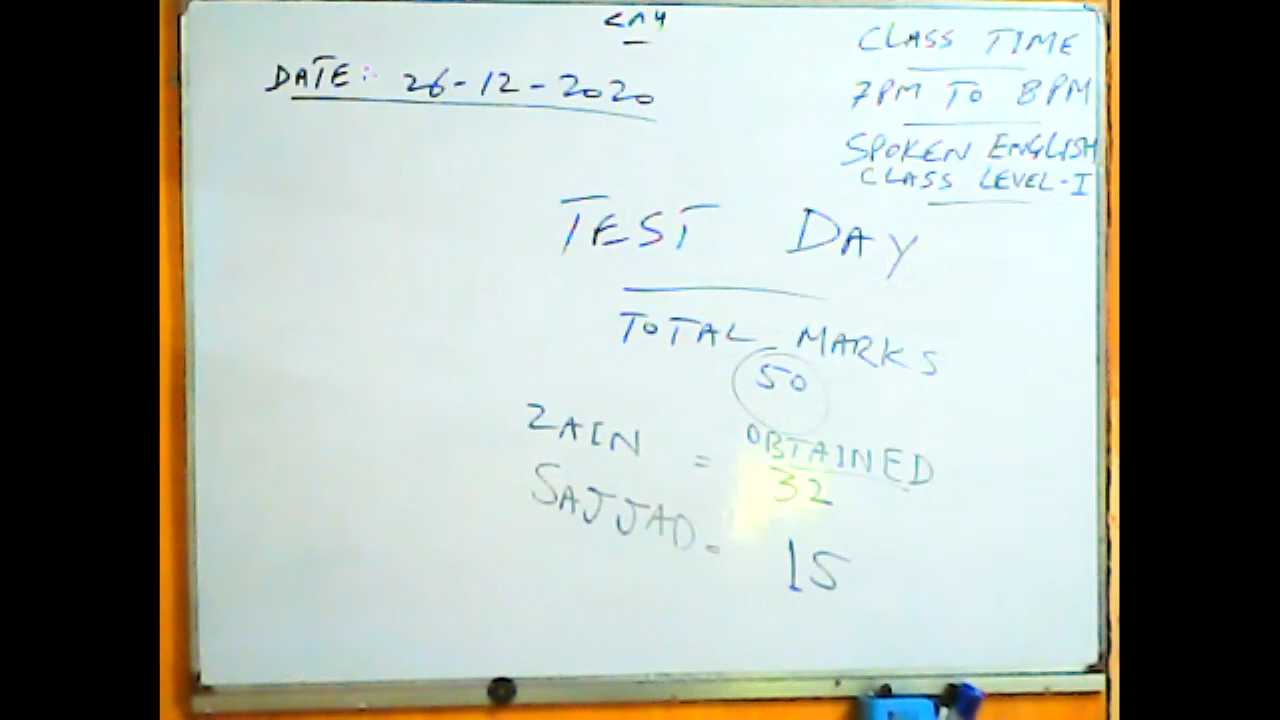 DATE:- 26-12-2020
CLASS TIME
7PM TO 8PM
SPOKEN ENGLISH
CLASS LEVEL-I
TEST DAY
TOTAL MARKS
50
OBTAINED
ZAIN = 32
SAJJAD = 15